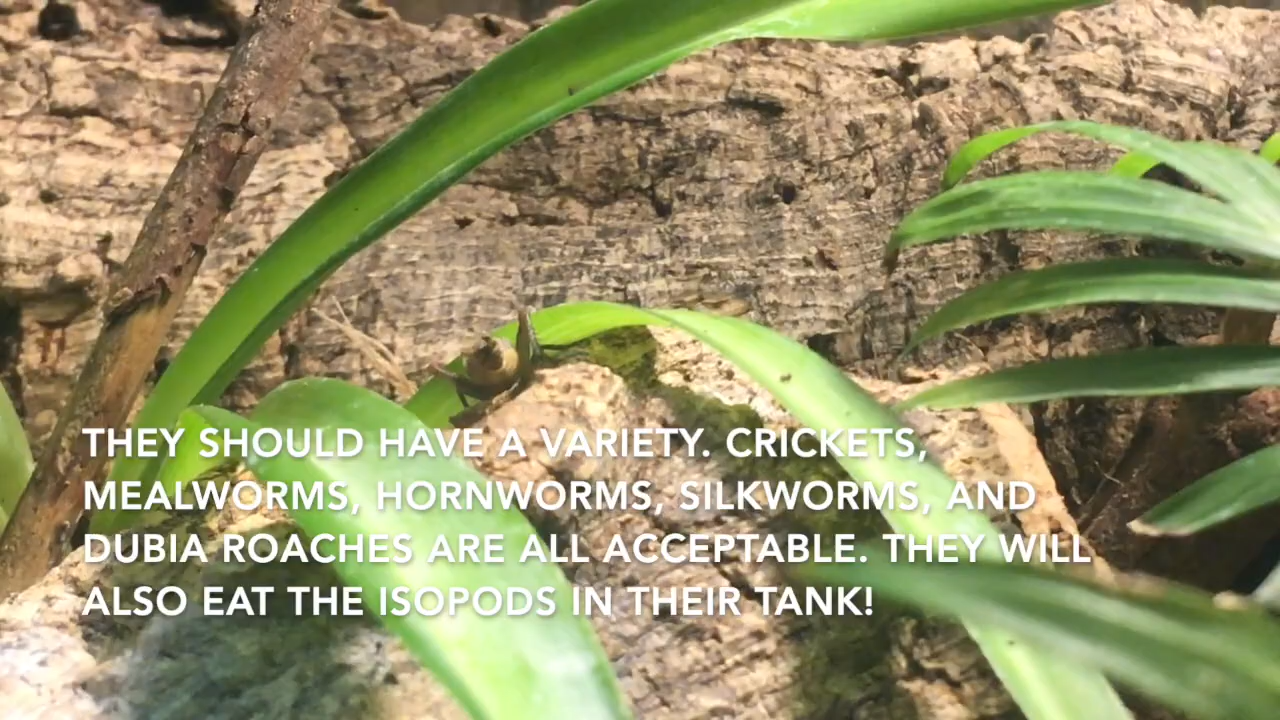 THEY SHOULD HAVE A VARIETY. CRICKETS,
MEALWORMS, HORNWORMS, SILKWORMS, AND
DUBIA ROACHES ARE ALL ACCEPTABLE. THEY WILL
ALSO EAT THE ISOPODS IN THEIR TANK!